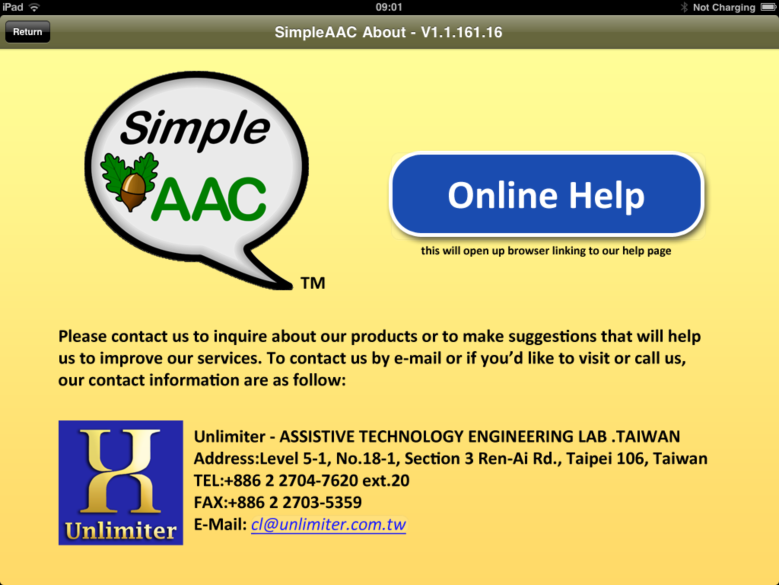 iPad 09:01 Not Charging
Return SimpleAAC About - V1.1.161.16
Simple
AAC
TM
Online Help
this will open up browser linking to our help page
Please contact us to inquire about our products or to make suggestions that will help
us to improve our services. To contact us by e-mail or if you'd like to visit or call us,
our contact information are as follow:
Unlimiter
Unlimiter - ASSISTIVE TECHNOLOGY ENGINEERING LAB .TAIWAN
Address:Level 5-1, No.18-1, Section 3 Ren-Ai Rd., Taipei 106, Taiwan
TEL:+886 2 2704-7620 ext.20
FAX:+886 2 2703-5359
E-Mail: cl@unlimiter.com.tw